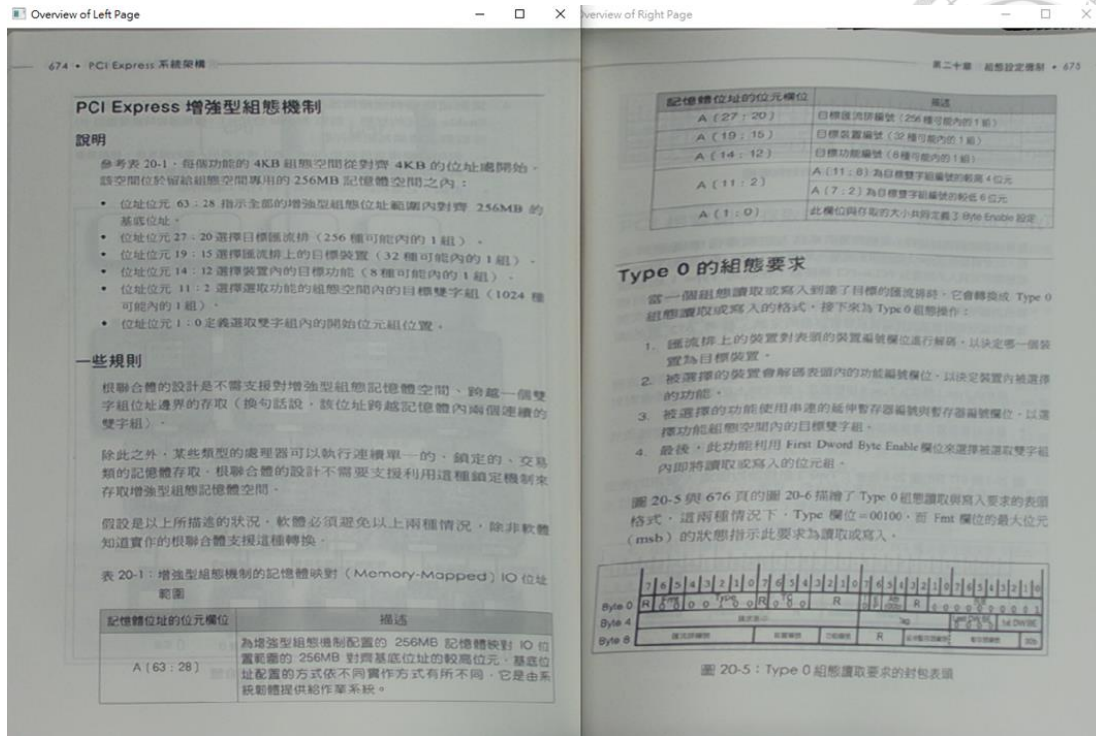 Overview of Left Page
674 • PCI Express 系統架構
PCI Express 增強型組態機制
說明
參考表 20-1，每個功能的 4KB 組態空間從對齊 4KB 的位址處開始，
該空間位於留給組態空間專用的 256MB 記憶體空間之內：
• 位址位元 63：28 指示全部的增強型組態位址範圍內對齊 256MB 的
基底位址。
• 位址位元 27：20 選擇目標匯流排（256 種可能內的 1 組）。
• 位址位元 19：15 選擇匯流排上的目標裝置（32 種可能內的 1 組）。
• 位址位元 14：12 選擇裝置內的目標功能（8 種可能內的 1 組）。
• 位址位元 11：2 選擇選取功能的組態空間內的目標雙字組（1024 種
可能內的 1 組）。
• 位址位元 1：0 定義選取雙字組內的開始位元組位置。
一些規則
根聯合體的設計是不需支援對增強型組態記憶體空間、跨越一個雙
字組位址邊界的存取（換句話說，該位址跨越記憶體內兩個連續的
雙字組）。
除此之外，某些類型的處理器可以執行連續單一的、鎖定的、交易
類的記憶體存取，根聯合體的設計不需要支援利用這種鎖定機制來
存取增強型組態記憶體空間。
假設是以上所描述的狀況，軟體必須避免以上兩種情況，除非軟體
知道實作的根聯合體支援這種轉換。
表 20-1：增強型組態機制的記憶體映對（Memory-Mapped）IO 位址
範圍
記憶體位址的位元欄位 描述
A〔63：28〕
為增強型組態機制配置的 256MB 記憶體映對 IO 位
置範圍的 256MB 對齊基底位址的較高位元，基底位
址配置的方式依不同實作方式有所不同，它是由系
統韌體提供給作業系統。
Overview of Right Page
第二十章 組態設定機制 • 675
記憶體位址的位元欄位 描述
A〔27：20〕 目標匯流排編號（256 種可能內的 1 組）
A〔19：15〕 目標裝置編號（32 種可能內的 1 組）
A〔14：12〕 目標功能編號（8 種可能內的 1 組）
A〔11：2〕
A〔11：8〕為目標雙字組編號的較高 4 位元
A〔7：2〕為目標雙字組編號的較低 6 位元
A〔1：0〕 此欄位與存取的大小共同定義了 Byte Enable 設定
Type 0 的組態要求
當一個組態讀取或寫入到達了目標的匯流排時，它會轉換成 Type 0
組態讀取或寫入的格式，接下來為 Type 0 組態操作：
1. 匯流排上的裝置對表頭的裝置編號欄位進行解碼，以決定哪一個裝
置為目標裝置。
2. 被選擇的裝置會解碼表頭內的功能編號欄位，以決定裝置內被選擇
的功能。
3. 被選擇的功能使用串連的延伸暫存器編號與暫存器編號欄位，以選
擇功能組態空間內的目標雙字組。
4. 最後，此功能利用 First Dword Byte Enable 欄位來選擇被選取雙字組
內即將讀取或寫入的位元組。
圖 20-5 與 676 頁的圖 20-6 描繪了 Type 0 組態讀取與寫入要求的表頭
格式，這兩種情況下，Type 欄位=00100，而 Fmt 欄位的最大位元
（msb）的狀態指示此要求為讀取或寫入。
7 6 5 4 3 2 1 0 7 6 5 4 3 2 1 0 7 6 5 4 3 2 1 0 7 6 5 4 3 2 1 0
Byte 0 R Type R TC R R
Byte 4 Tag 1st DW BE
Byte 8 R
圖 20-5：Type 0 組態讀取要求的封包表頭